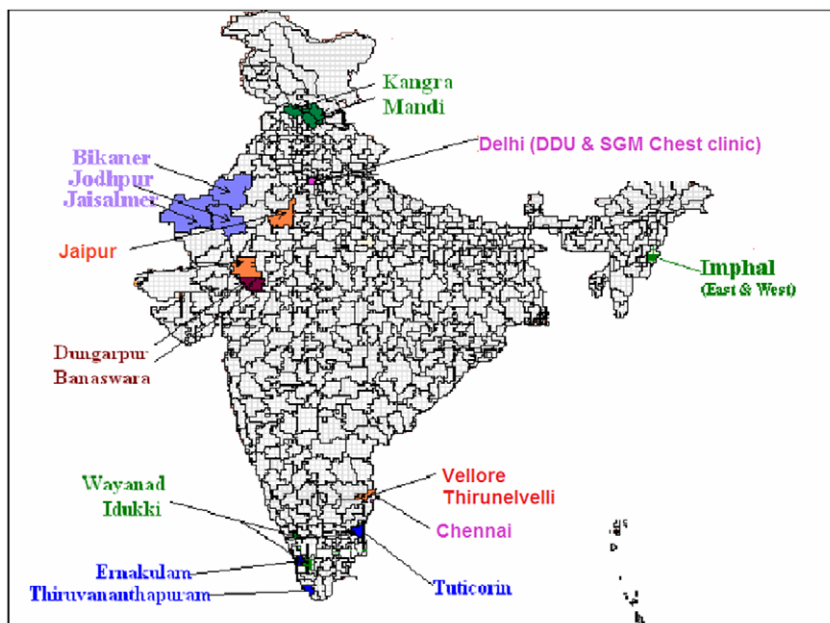 Kangra
Mandi
Delhi (DDU & SGM Chest clinic)
Bikaner
Jodhpur
Jaisalmer
Jaipur
Imphal
(East & West)
Dungarpur
Banaswara
Wayanad
Idukki
Vellore
Thirunelvelli
Chennai
Ernakulam
Thiruvananthapuram
Tuticorin